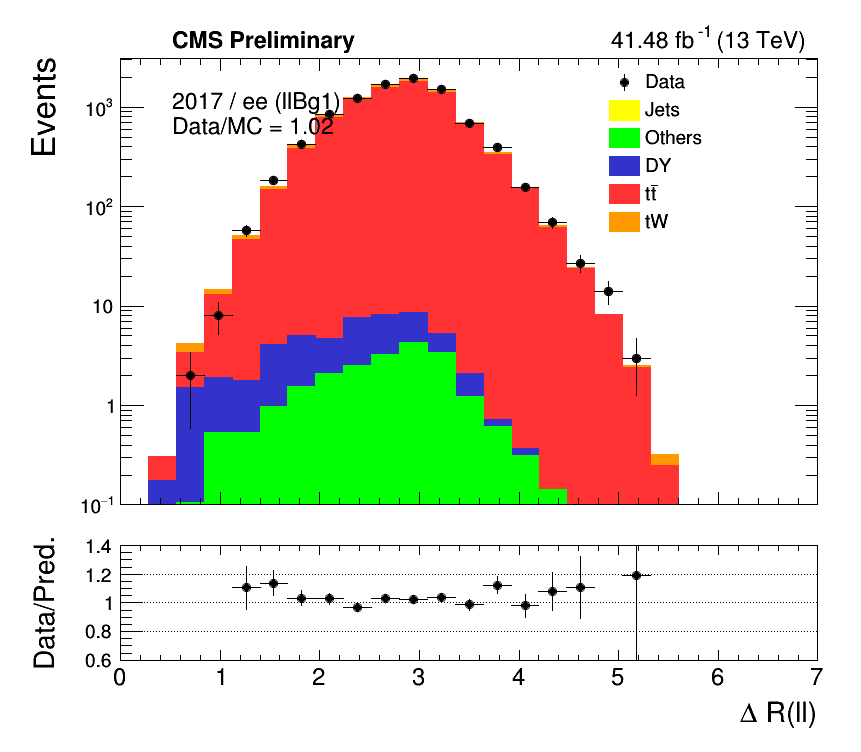 CMS Preliminary
41.48 fb⁻¹ (13 TeV)
Events
2017 / ee (llBg1)
Data/MC = 1.02
Data
Jets
Others
DY
tt̄
tW
10³
10²
10
1
10⁻¹
Data/Pred.
1.4
1.2
1
0.8
0.6
0 1 2 3 4 5 6 7
Δ R(ll)